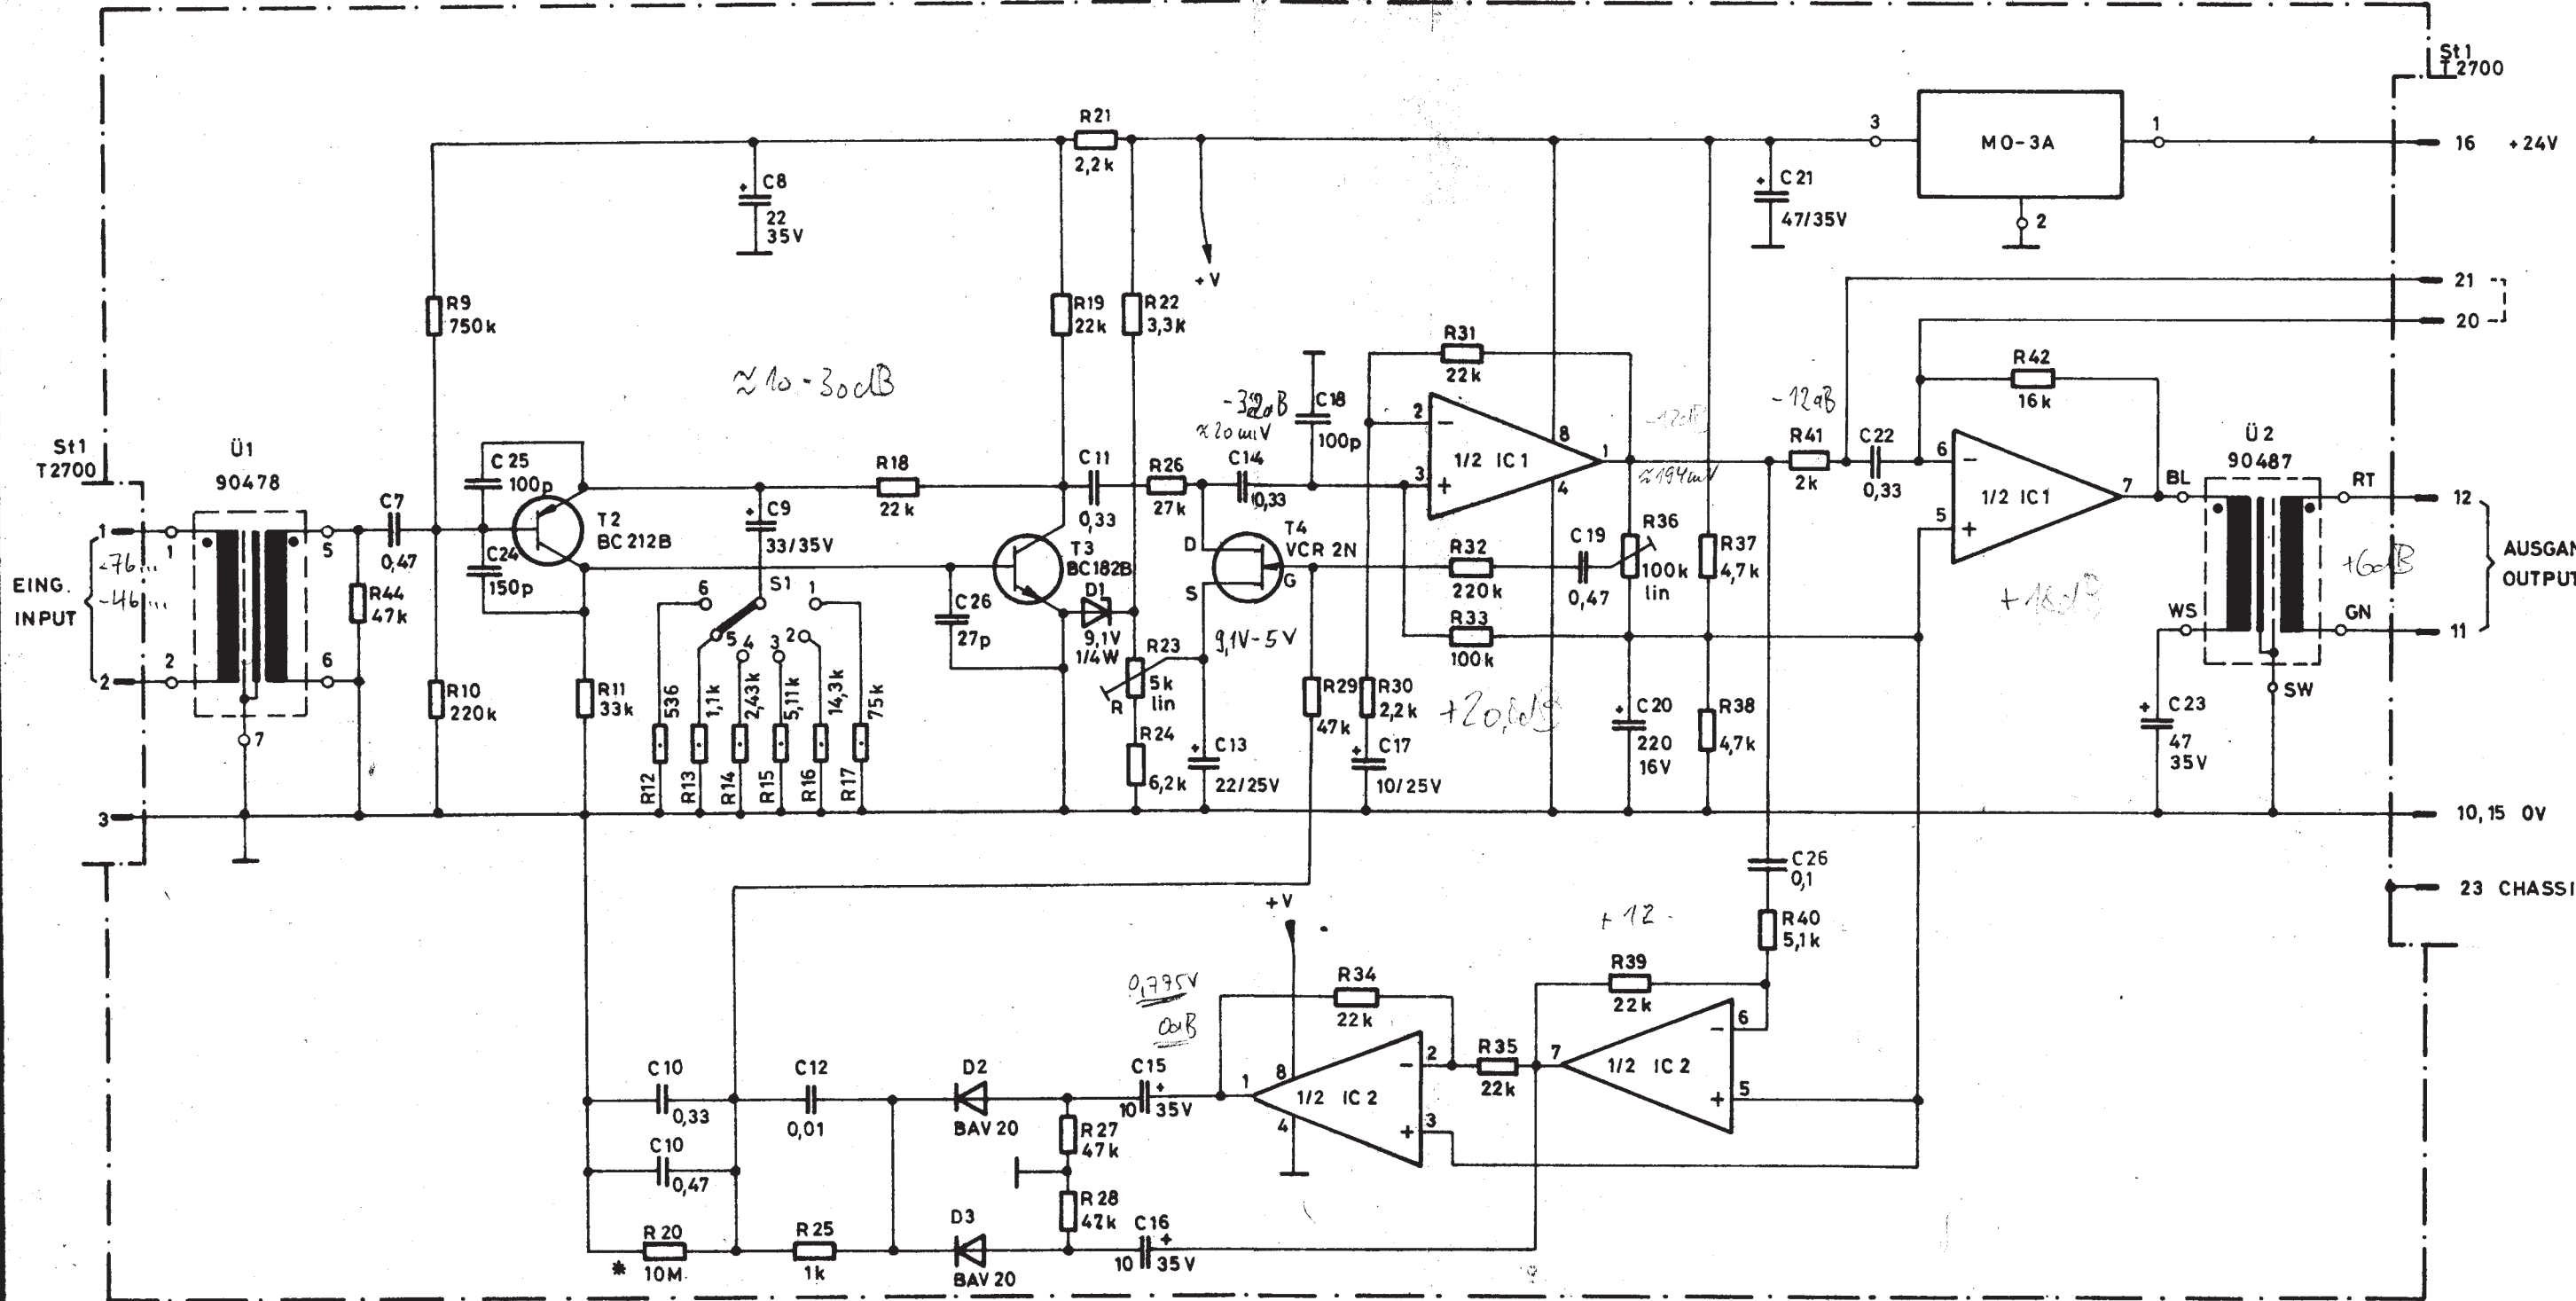 St1
T2700
R21
2,2k
3
MO-3A
1
16 +24V
+ C8
22
35V
+ C21
47/35V
2
+V
21
20
R9
750k
R19
22k
R22
3,3k
R31
22k
R42
16k
≈10-30dB
≈20mV
C18
100p
-12dB
-12dB
St1
T2700
Ü1
90478
C25
100p
R18
22k
C11
0,33
R26
27k
C14
0,33
2
-
3
+
1/2 IC1
8
4
1
≈194mV
R41
2k
C22
0,33
6
-
5
+
1/2 IC1
7
Ü2
90487
BL
RT
12
C7
0,47
T2
BC 212B
+ C9
33/35V
T3
BC182B
T4
VCR 2N
D
S
G
R32
220k
C19
0,47
R36
100k
lin
R37
4,7k
AUSGAN
OUTPUT
+6dB
+18dB
EING.
INPUT
1
-76...
-46...
2
1
2
5
6
7
R44
47k
C24
150p
S1
6
5
4
3
2
1
C26
27p
D1
9,1V
1/4W
R23
5k
lin
R
9,1V-5V
R33
100k
WS
GN
11
SW
R10
220k
R11
33k
536
1,1k
2,43k
5,11k
14,3k
75k
R12
R13
R14
R15
R16
R17
R24
6,2k
+ C13
22/25V
R29
47k
R30
2,2k
+ C17
10/25V
+ C20
220
16V
R38
4,7k
+ C23
47
35V
3
10,15 0V
C26
0,1
23 CHASSI
+V
+12
R40
5,1k
0,775V
0dB
R34
22k
R39
22k
C10
0,33
C12
0,01
D2
BAV 20
C15
+
10 35V
1
8
1/2 IC2
4
2
-
3
+
R35
22k
7
1/2 IC2
6
-
5
+
R27
47k
C10
0,47
R28
47k
R20
10M
*
R25
1k
D3
BAV 20
C16
+
10 35V